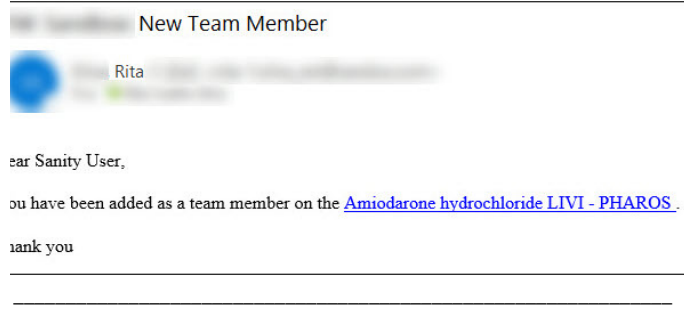 New Team Member
Rita
ear Sanity User,
ou have been added as a team member on the Amiodarone hydrochloride LIVI - PHAROS .
ank you